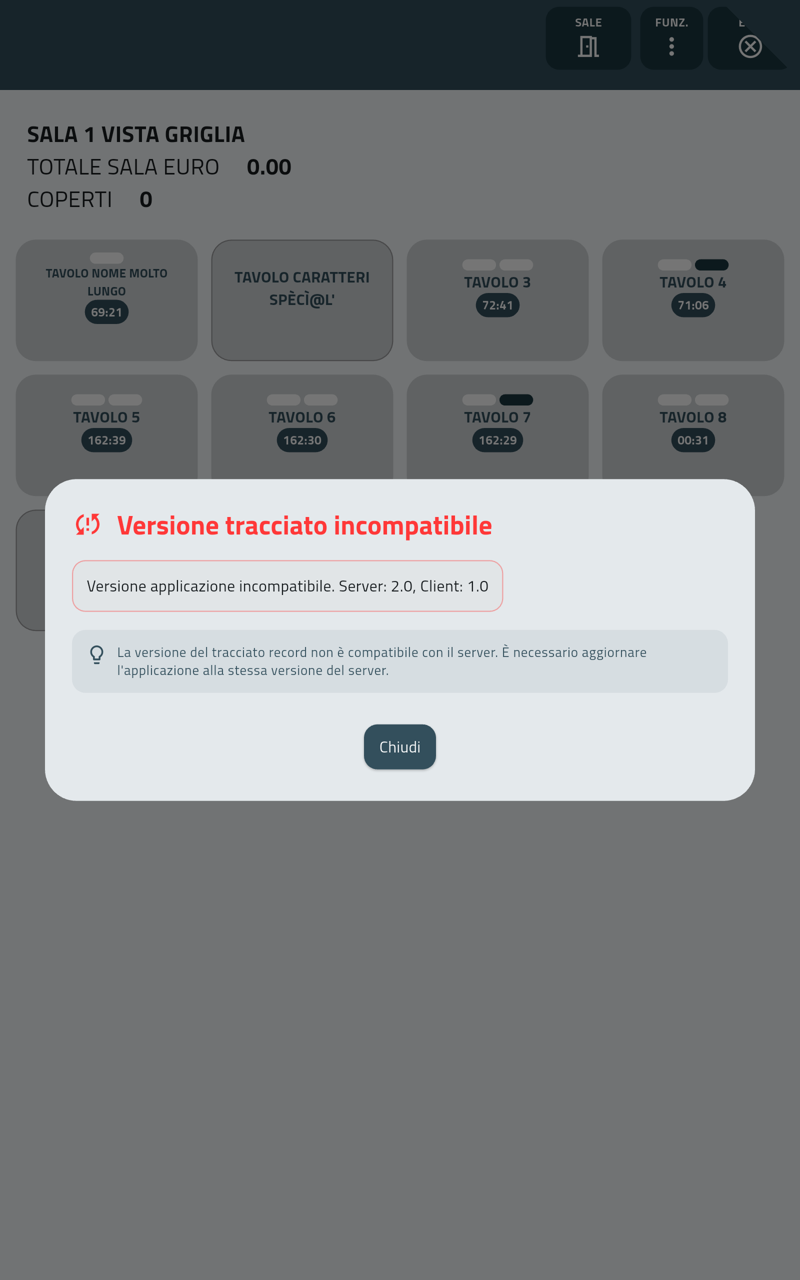 SALE
FUNZ.
SALA 1 VISTA GRIGLIA
TOTALE SALA EURO 0.00
COPERTI 0
TAVOLO NOME MOLTO
LUNGO
69:21
TAVOLO CARATTERI
SPÈCÌ@L'
TAVOLO 3
72:41
TAVOLO 4
71:06
TAVOLO 5
162:39
TAVOLO 6
162:30
TAVOLO 7
162:29
TAVOLO 8
00:31
Versione tracciato incompatibile
Versione applicazione incompatibile. Server: 2.0, Client: 1.0
La versione del tracciato record non è compatibile con il server. È necessario aggiornare
l'applicazione alla stessa versione del server.
Chiudi